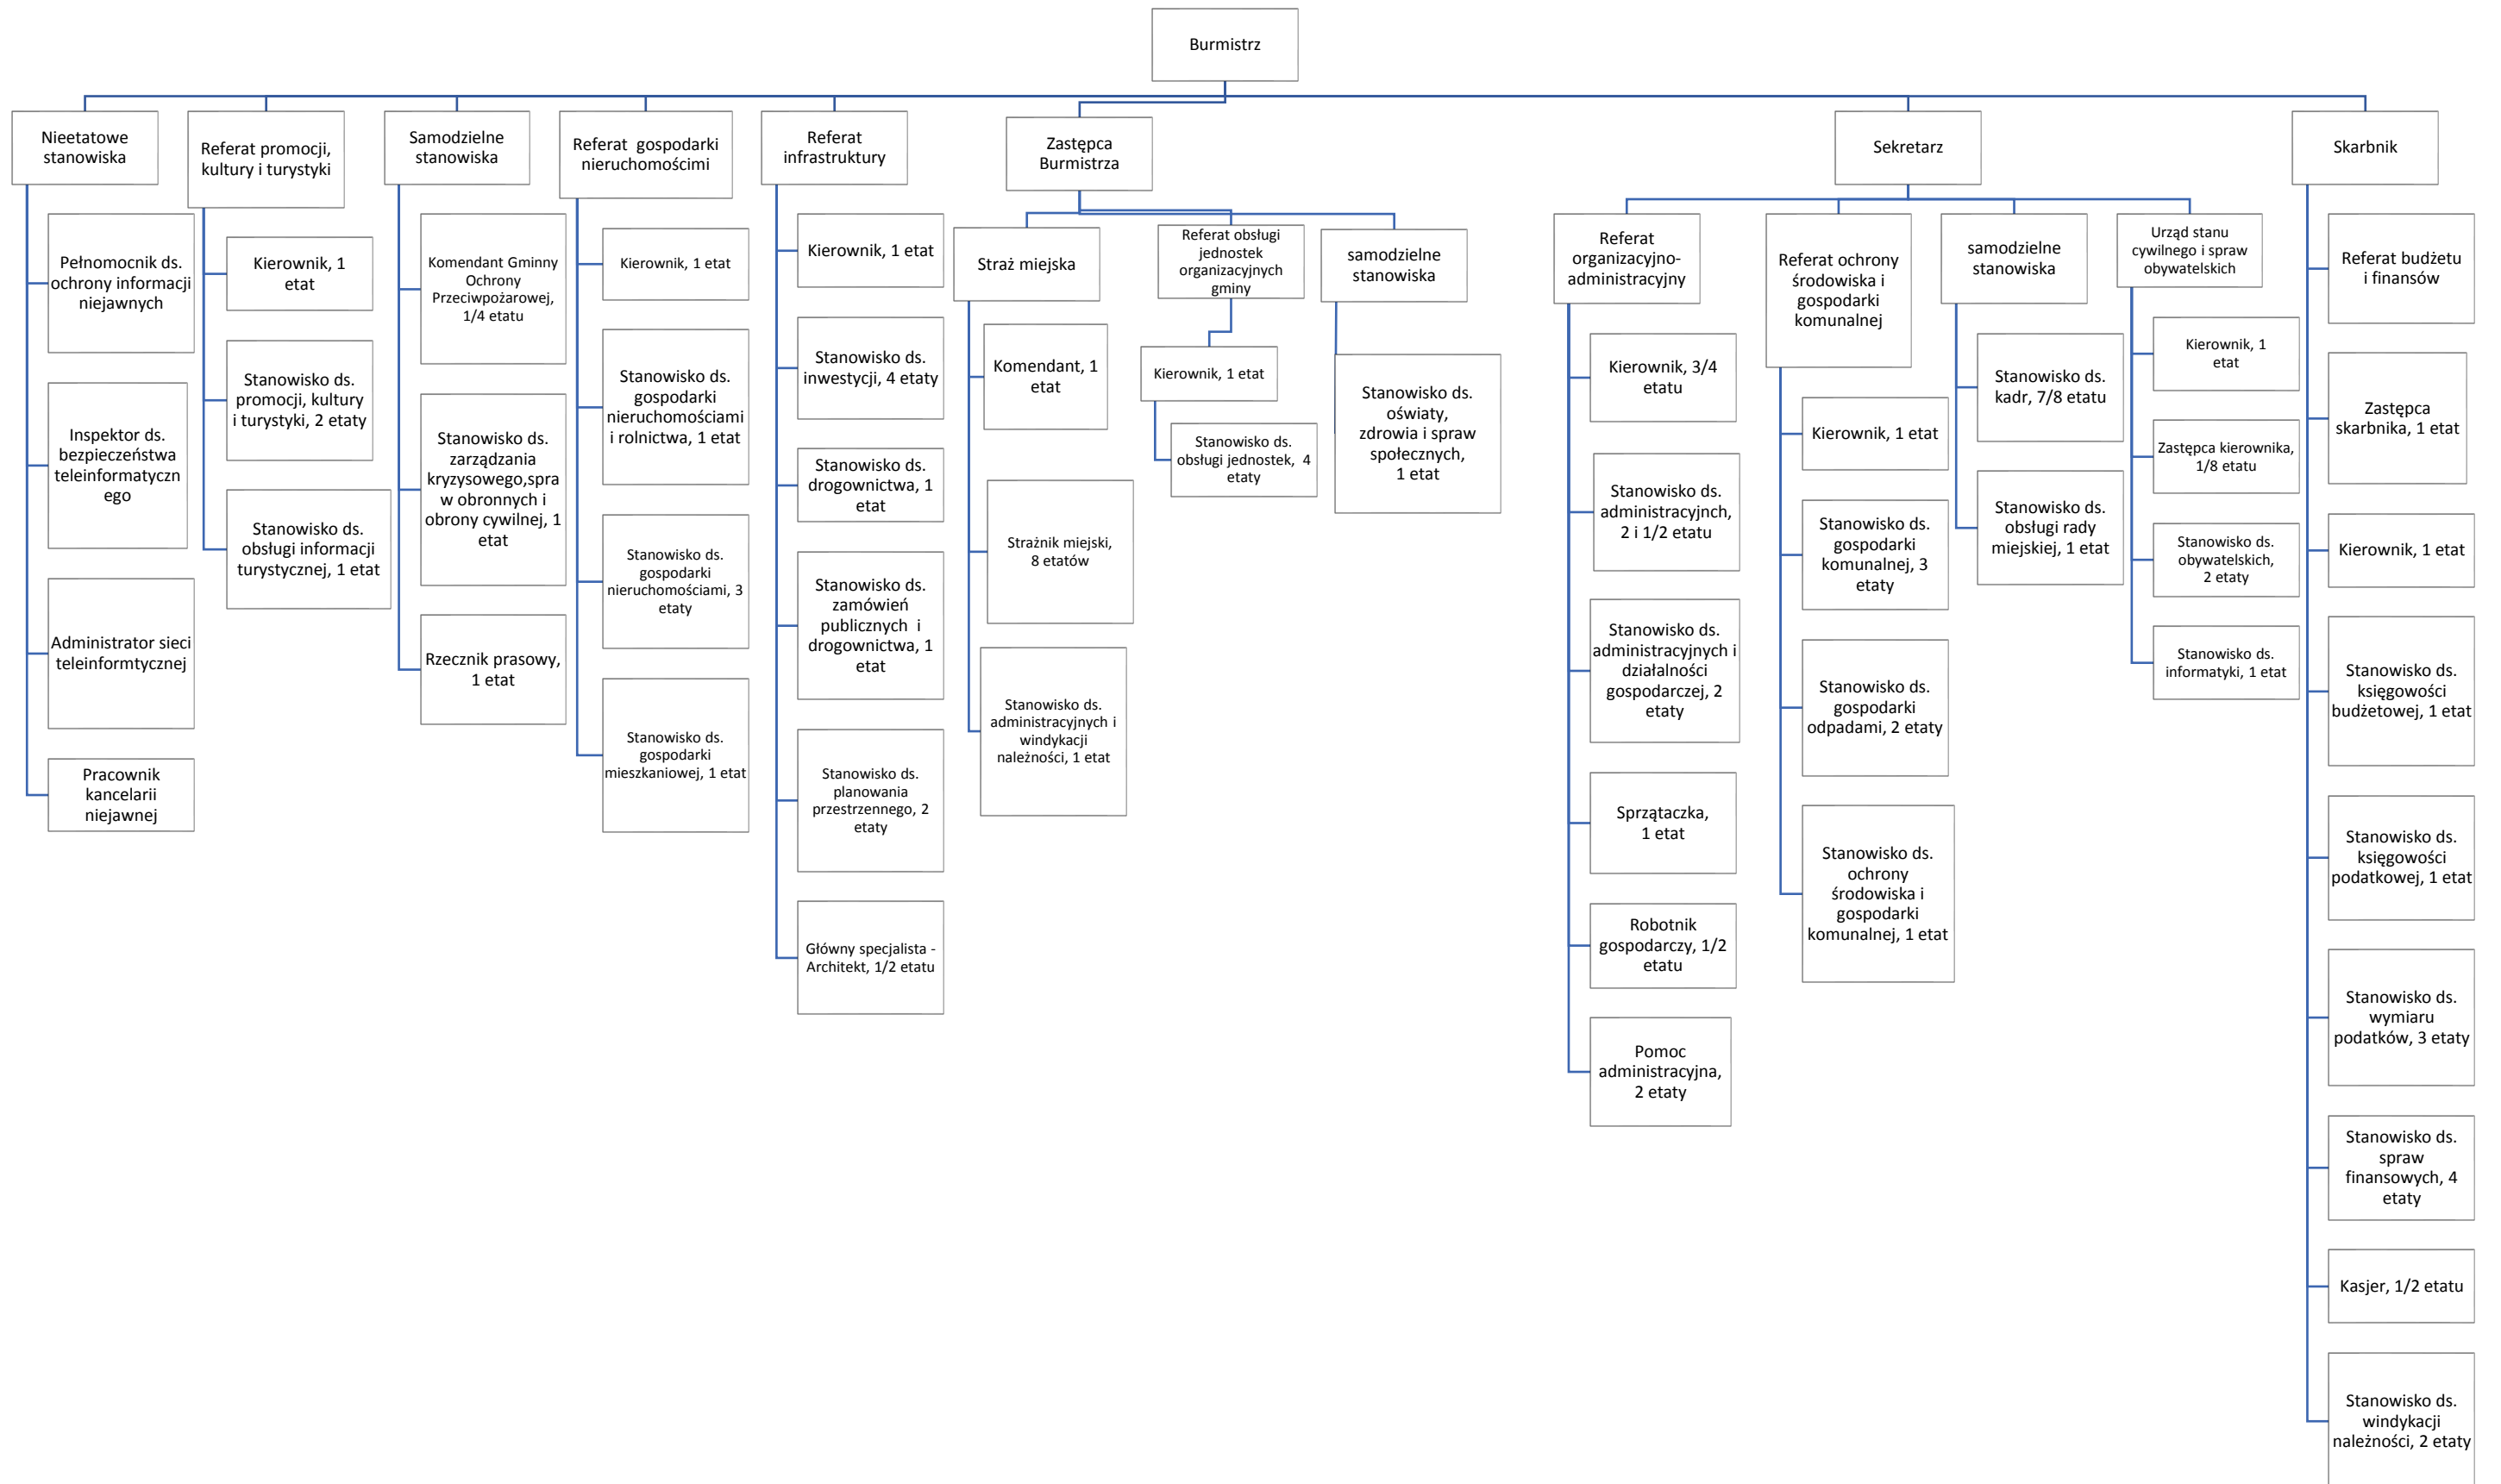 Burmistrz
Nieetatowe
stanowiska
Pełnomocnik ds.
ochrony informacji
niejawnych
Inspektor ds.
bezpieczeństwa
teleinformatyczn
ego
Administrator sieci
teleinformtycznej
Pracownik
kancelarii
niejawnej
Referat promocji,
kultury i turystyki
Kierownik, 1
etat
Stanowisko ds.
promocji, kultury
i turystyki, 2 etaty
Stanowisko ds.
obsługi informacji
turystycznej, 1 etat
Samodzielne
stanowiska
Komendant Gminny
Ochrony
Przeciwpożarowej,
1/4 etatu
Stanowisko ds.
zarządzania
kryzysowego,spra
w obronnych i
obrony cywilnej, 1
etat
Rzecznik prasowy,
1 etat
Referat gospodarki
nieruchomościmi
Kierownik, 1 etat
Stanowisko ds.
gospodarki
nieruchomościami
i rolnictwa, 1 etat
Stanowisko ds.
gospodarki
nieruchomościami, 3
etaty
Stanowisko ds.
gospodarki
mieszkaniowej, 1 etat
Referat
infrastruktury
Kierownik, 1 etat
Stanowisko ds.
inwestycji, 4 etaty
Stanowisko ds.
drogownictwa, 1
etat
Stanowisko ds.
zamówień
publicznych i
drogownictwa, 1
etat
Stanowisko ds.
planowania
przestrzennego, 2
etaty
Główny specjalista -
Architekt, 1/2 etatu
Zastępca
Burmistrza
Straż miejska
Komendant, 1
etat
Strażnik miejski,
8 etatów
Stanowisko ds.
administracyjnych i
windykacji
należności, 1 etat
Referat obsługi
jednostek
organizacyjnych
gminy
Kierownik, 1 etat
Stanowisko ds.
obsługi jednostek, 4
etaty
samodzielne
stanowiska
Stanowisko ds.
oświaty,
zdrowia i spraw
społecznych,
1 etat
Sekretarz
Referat
organizacyjno-
administracyjny
Kierownik, 3/4
etatu
Stanowisko ds.
administracyjnch,
2 i 1/2 etatu
Stanowisko ds.
administracyjnych i
działalności
gospodarczej, 2
etaty
Sprzątaczka,
1 etat
Robotnik
gospodarczy, 1/2
etatu
Pomoc
administracyjna,
2 etaty
Referat ochrony
środowiska i
gospodarki
komunalnej
Kierownik, 1 etat
Stanowisko ds.
gospodarki
komunalnej, 3
etaty
Stanowisko ds.
gospodarki
odpadami, 2 etaty
Stanowisko ds.
ochrony
środowiska i
gospodarki
komunalnej, 1 etat
samodzielne
stanowiska
Stanowisko ds.
kadr, 7/8 etatu
Stanowisko ds.
obsługi rady
miejskiej, 1 etat
Urząd stanu
cywilnego i spraw
obywatelskich
Kierownik, 1
etat
Zastępca kierownika,
1/8 etatu
Stanowisko ds.
obywatelskich,
2 etaty
Stanowisko ds.
informatyki, 1 etat
Skarbnik
Referat budżetu
i finansów
Zastępca
skarbnika, 1 etat
Kierownik, 1 etat
Stanowisko ds.
księgowości
budżetowej, 1 etat
Stanowisko ds.
księgowości
podatkowej, 1 etat
Stanowisko ds.
wymiaru
podatków, 3 etaty
Stanowisko ds.
spraw
finansowych, 4
etaty
Kasjer, 1/2 etatu
Stanowisko ds.
windykacji
należności, 2 etaty